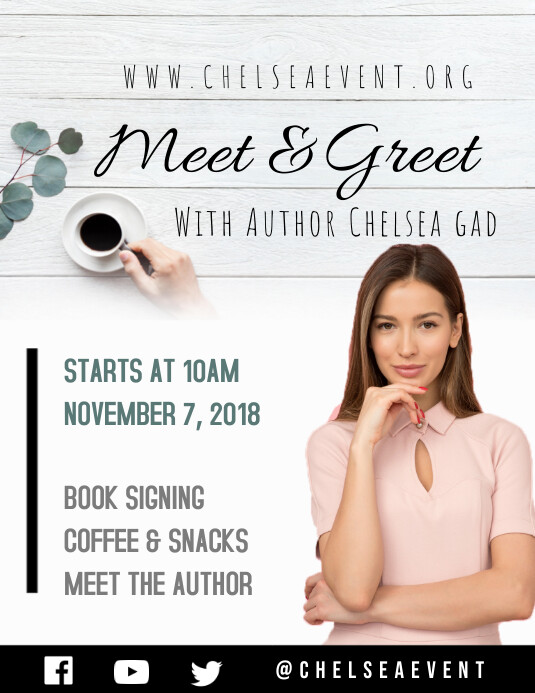 WWW.CHELSEAEVENT.ORG
Meet & Greet
WITH AUTHOR CHELSEA GAD
STARTS AT 10AM
NOVEMBER 7, 2018
BOOK SIGNING
COFFEE & SNACKS
MEET THE AUTHOR
@CHELSEAEVENT